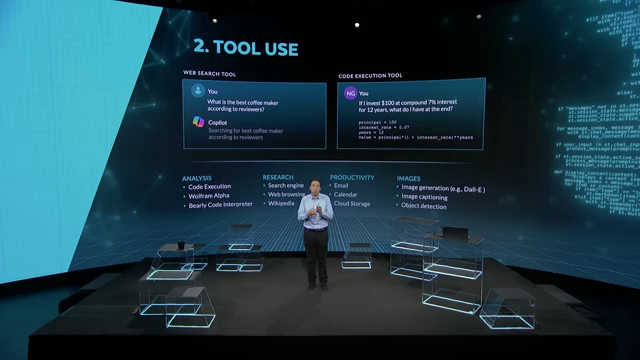 2. TOOL USE
WEB SEARCH TOOL
You
What is the best coffee maker
according to reviewers?
Copilot
Searching for best coffee maker
according to reviewers
CODE EXECUTION TOOL
NG
You
If I invest $100 at compound 7% interest
for 12 years, what do I have at the end?
principal = 100
interest_rate = 0.07
years = 12
value = principal*(1 + interest_rate)**years
ANALYSIS
• Code Execution
• Wolfram Alpha
• Bearly Code Interpreter
RESEARCH
• Search engine
• Web browsing
• Wikipedia
PRODUCTIVITY
• Email
• Calendar
• Cloud Storage
IMAGES
• Image generation (e.g., Dall-E )
• Image captioning
• Object detection